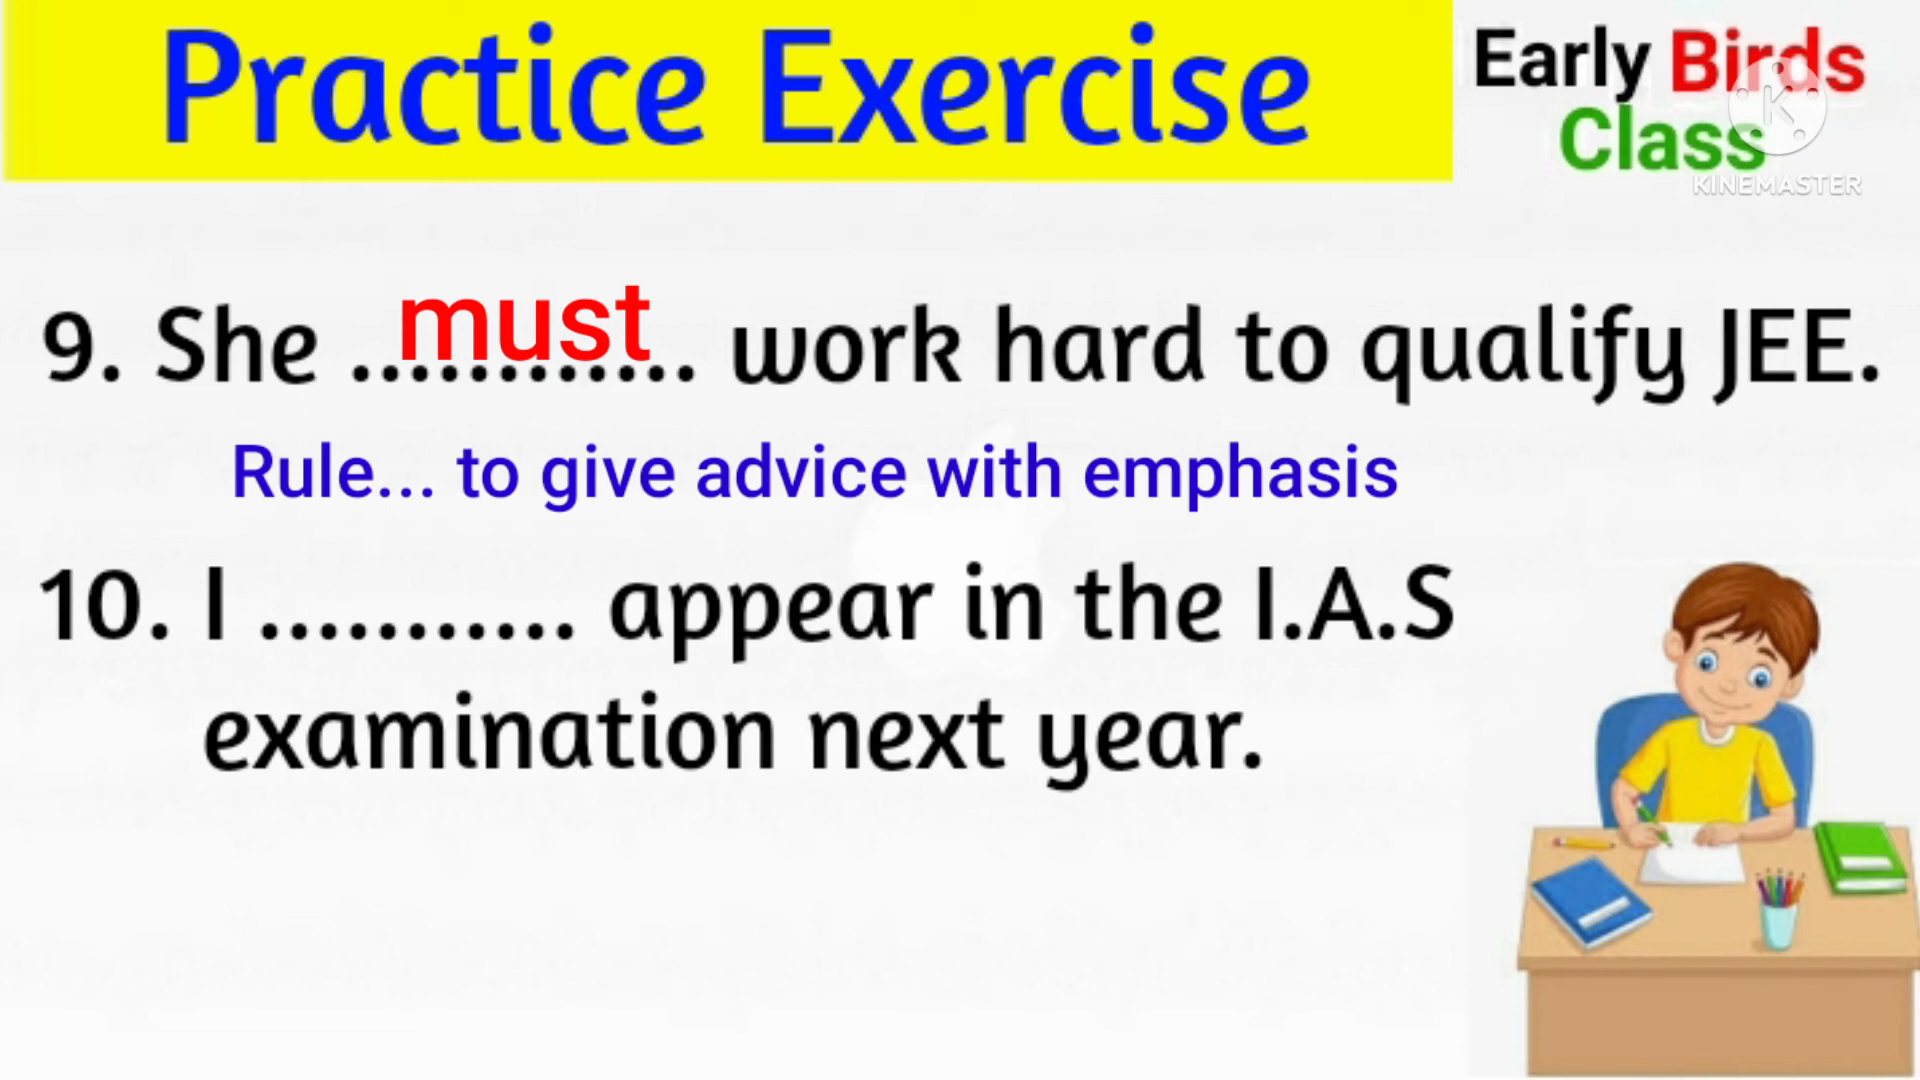 Practice Exercise
Early Birds
Class
KINEMASTER
9. She ............ work hard to qualify JEE.
must
Rule... to give advice with emphasis
10. I ........... appear in the I.A.S
examination next year.